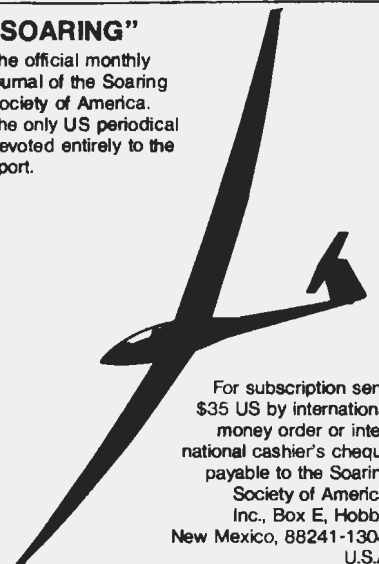 SOARING”
he official monthly
urnal of the Soaring
ociety of America.
he only US periodical
evoted entirely to the
port.
For subscription sen
$35 US by internation
money order or inte
national cashier's chequ
payable to the Soarin
Society of Americ
Inc., Box E, Hobb
New Mexico, 88241-130
U.S.